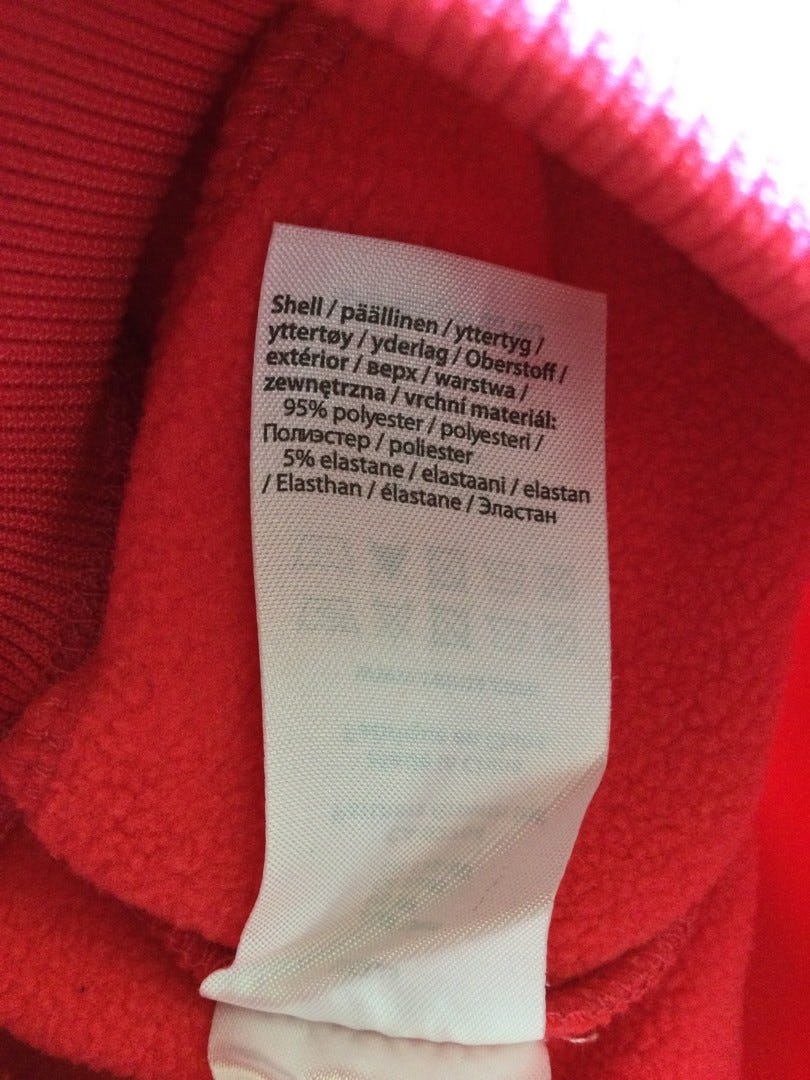 Shell / päällinen / yttertyg /
yttertøy / yderlag / Oberstoff /
extérior / верх / warstwa /
zewnętrzna / vrchní materiál:
95% polyester / polyesteri /
Полиэстер / poliester
5% elastane / elastaani / elastan
/ Elasthan / élastane / Эластан